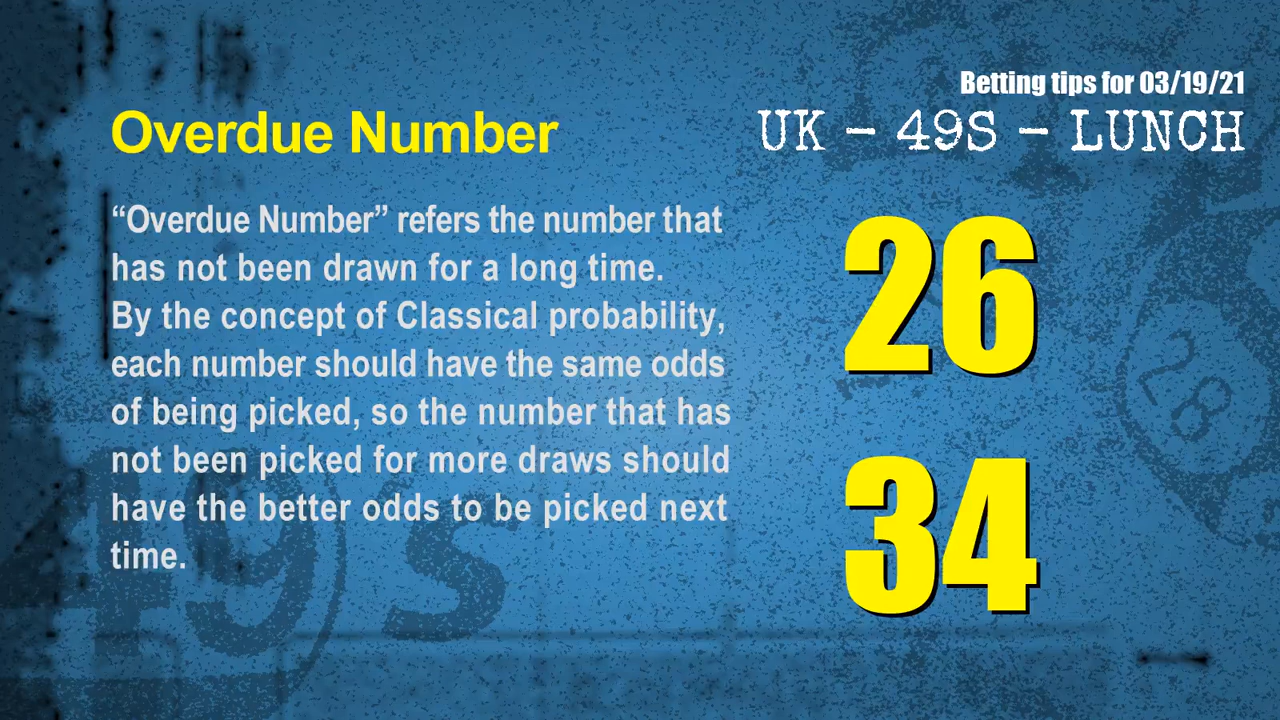 Betting tips for 03/19/21
UK - 49S - LUNCH
Overdue Number
“Overdue Number” refers the number that
has not been drawn for a long time.
By the concept of Classical probability,
each number should have the same odds
of being picked, so the number that has
not been picked for more draws should
have the better odds to be picked next
time.
26
34
28
49's